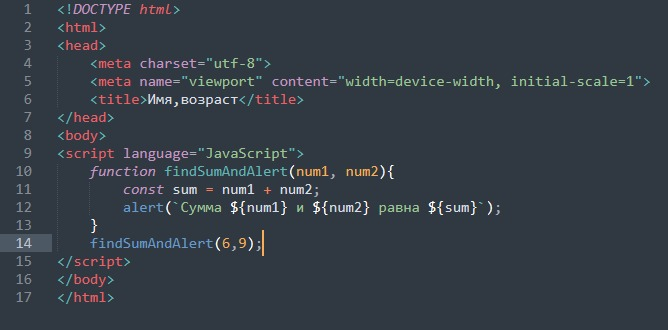 1 <!DOCTYPE html>
2 <html>
3 <head>
4 <meta charset="utf-8">
5 <meta name="viewport" content="width=device-width, initial-scale=1">
6 <title>Имя,возраст</title>
7 </head>
8 <body>
9 <script language="JavaScript">
10 function findSumAndAlert(num1, num2){
11 const sum = num1 + num2;
12 alert(`Сумма ${num1} и ${num2} равна ${sum}`);
13 }
14 findSumAndAlert(6,9);
15 </script>
16 </body>
17 </html>